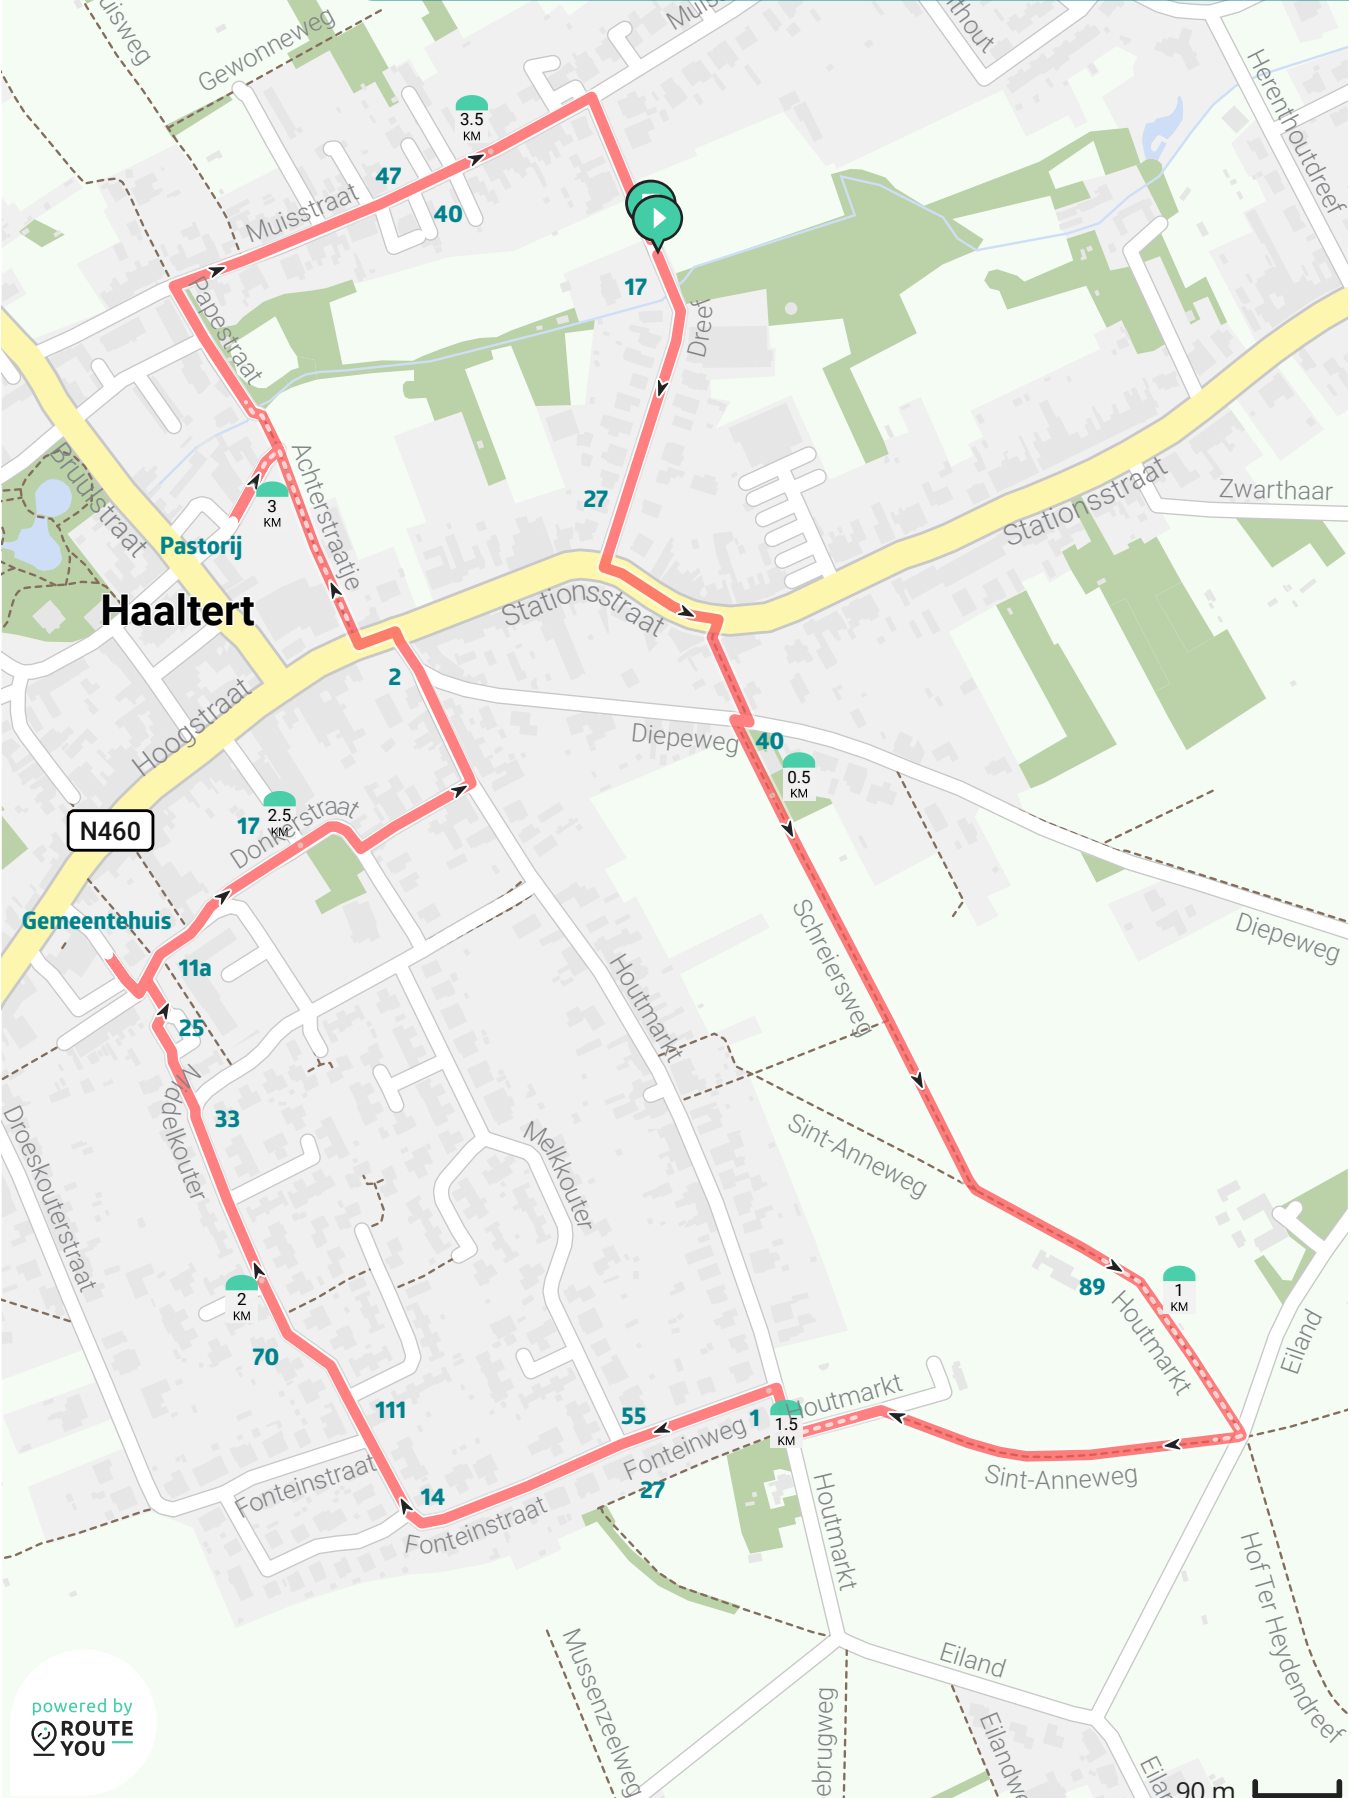 Gewonneweg
Herenthoutdreef
3.5
KM
47
Muisstraat
40
17
Papestraat
Dreef
Bruulstraat
Achterstraatje
Stationsstraat
Zwarthaar
27
3
KM
Pastorij
Haaltert
Stationsstraat
2
Hoogstraat
Diepeweg
40
0.5
KM
N460
17
2.5
KM
Donkerstraat
Gemeentehuis
Schreiersweg
Diepeweg
11a
Houtmarkt
25
33
Droeskouterstraat
Melkkouter
Sint-Anneweg
89
1
KM
Houtmarkt
Eiland
2
KM
70
111
Houtmarkt
55
1
1.5
KM
Fonteinweg
Sint-Anneweg
Fonteinstraat
27
14
Houtmarkt
Fonteinstraat
Hof Ter Heydendreef
Eiland
Mussenzeelweg
ebrugweg
powered by
ROUTE
YOU
90 m